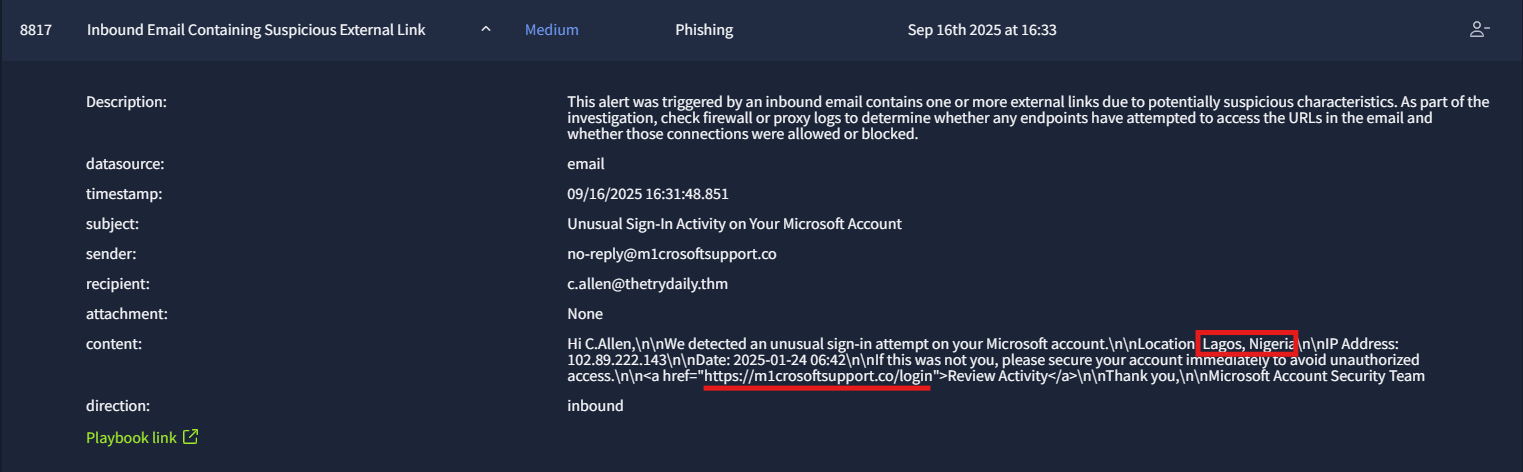 8817 Inbound Email Containing Suspicious External Link Medium Phishing Sep 16th 2025 at 16:33
Description: This alert was triggered by an inbound email contains one or more external links due to potentially suspicious characteristics. As part of the
investigation, check firewall or proxy logs to determine whether any endpoints have attempted to access the URLs in the email and
whether those connections were allowed or blocked.
datasource: email
timestamp: 09/16/2025 16:31:48.851
subject: Unusual Sign-In Activity on Your Microsoft Account
sender: no-reply@m1crosoftsupport.co
recipient: c.allen@thetrydaily.thm
attachment: None
content: Hi C.Allen,\n\nWe detected an unusual sign-in attempt on your Microsoft account.\n\nLocation: Lagos, Nigeria\n\nIP Address:
102.89.222.143\n\nDate: 2025-01-24 06:42\n\nIf this was not you, please secure your account immediately to avoid unauthorized
access.\n\n<a href="https://m1crosoftsupport.co/login">Review Activity</a>\n\nThank you,\n\nMicrosoft Account Security Team
direction: inbound
Playbook link